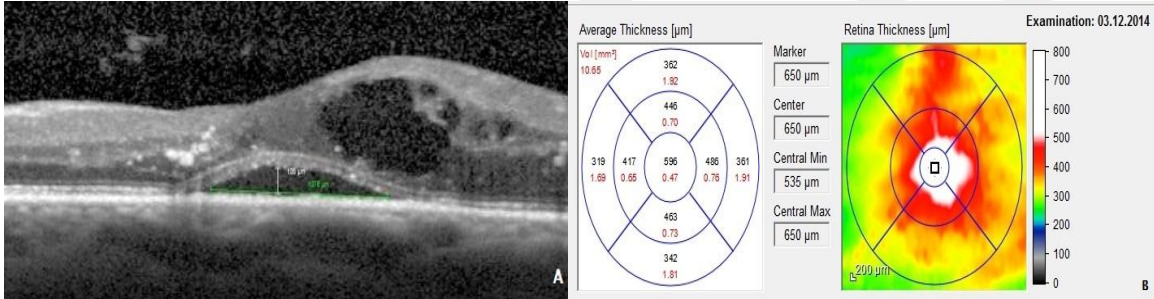 A
Average Thickness [µm]
Vol [mm³]
10.65
362
1.92
446
0.70
319
1.69
417
0.65
596
0.47
486
0.76
361
1.91
463
0.73
342
1.81
Marker
650 µm
Center
650 µm
Central Min
535 µm
Central Max
650 µm
Retina Thickness [µm]
Examination: 03.12.2014
200 µm
800
700
600
500
400
300
200
100
0
B